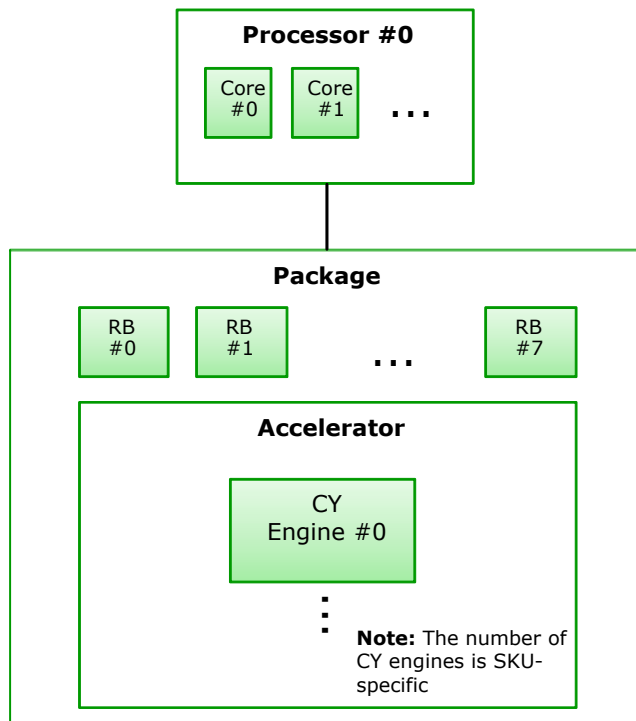 Processor #0
Core
#0
Core
#1
...
Package
RB
#0
RB
#1
...
RB
#7
Accelerator
CY
Engine #0
Note: The number of
CY engines is SKU-
specific